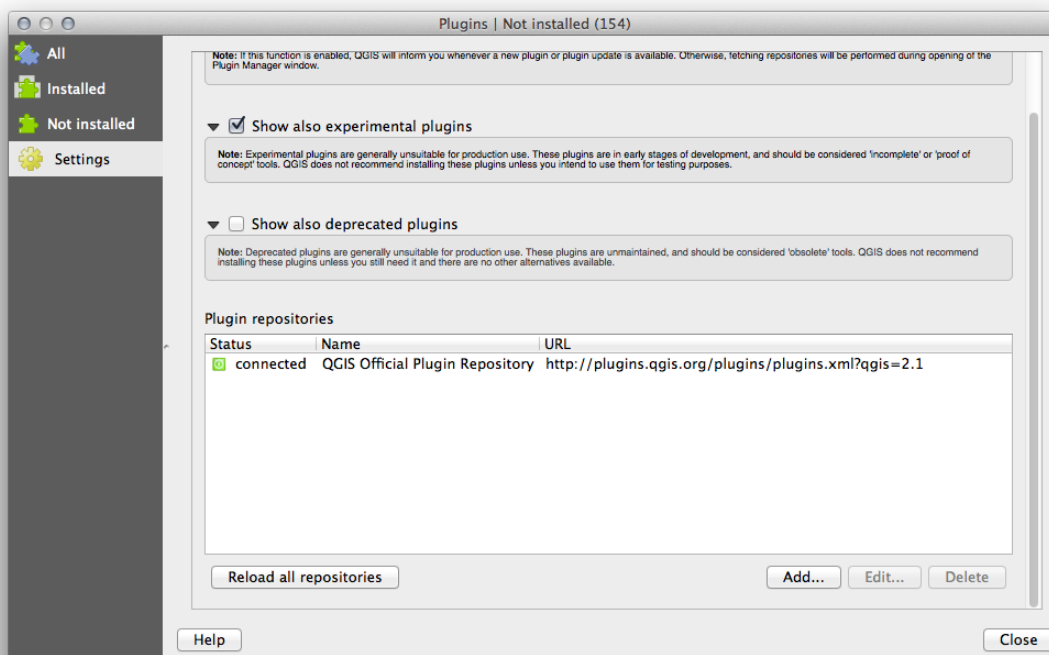 Plugins | Not installed (154)
All
Installed
Not installed
Settings
Note: If this function is enabled, QGIS will inform you whenever a new plugin or plugin update is available. Otherwise, fetching repositories will be performed during opening of the
Plugin Manager window.
Show also experimental plugins
Note: Experimental plugins are generally unsuitable for production use. These plugins are in early stages of development, and should be considered 'incomplete' or 'proof of
concept' tools. QGIS does not recommend installing these plugins unless you intend to use them for testing purposes.
Show also deprecated plugins
Note: Deprecated plugins are generally unsuitable for production use. These plugins are unmaintained, and should be considered 'obsolete' tools. QGIS does not recommend
installing these plugins unless you still need it and there are no other alternatives available.
Plugin repositories
Status Name URL
connected QGIS Official Plugin Repository http://plugins.qgis.org/plugins/plugins.xml?qgis=2.1
Reload all repositories Add... Edit... Delete
Help Close